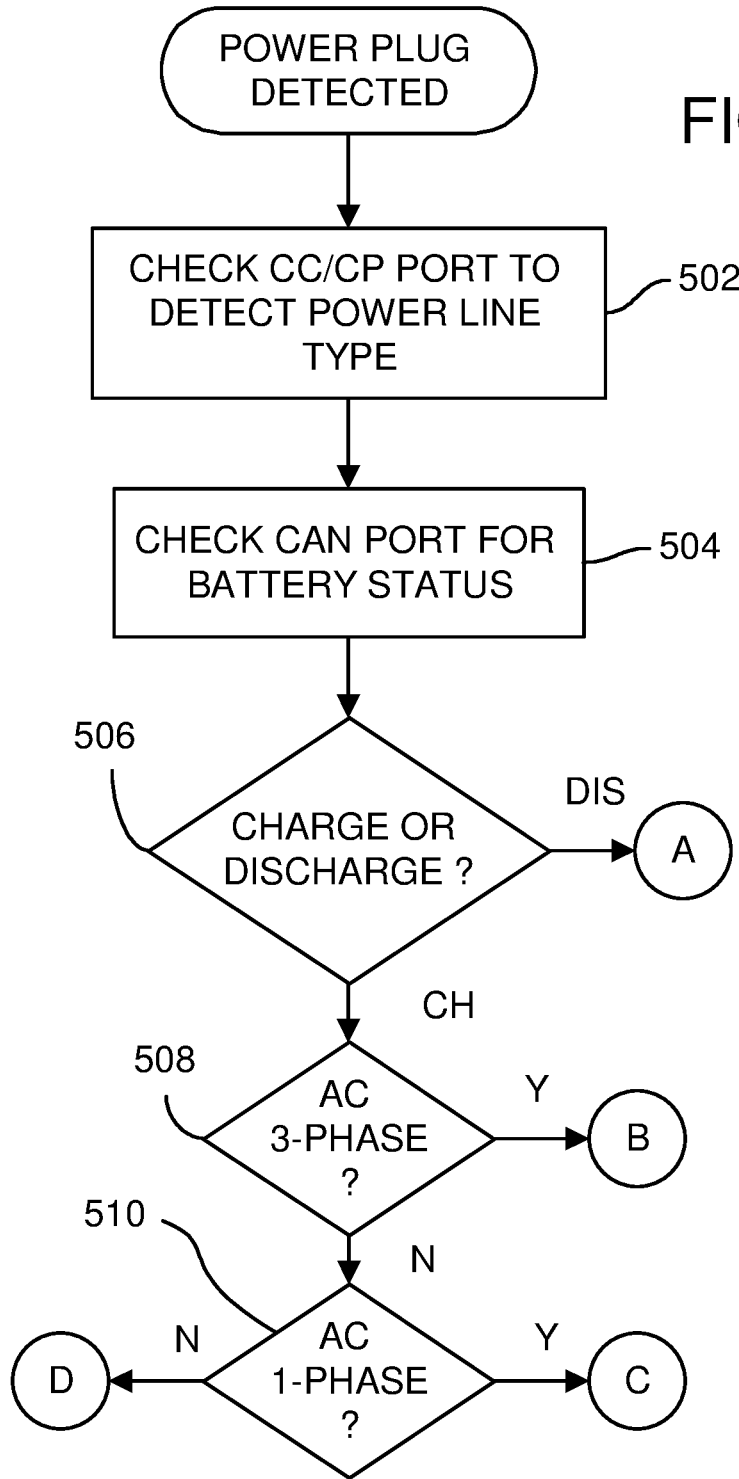 POWER PLUG
DETECTED
CHECK CC/CP PORT TO
DETECT POWER LINE
TYPE
502
CHECK CAN PORT FOR
BATTERY STATUS
504
506
CHARGE OR
DISCHARGE ?
DIS
A
CH
508
AC
3-PHASE
?
Y
B
510
N
AC
1-PHASE
?
N
D
Y
C